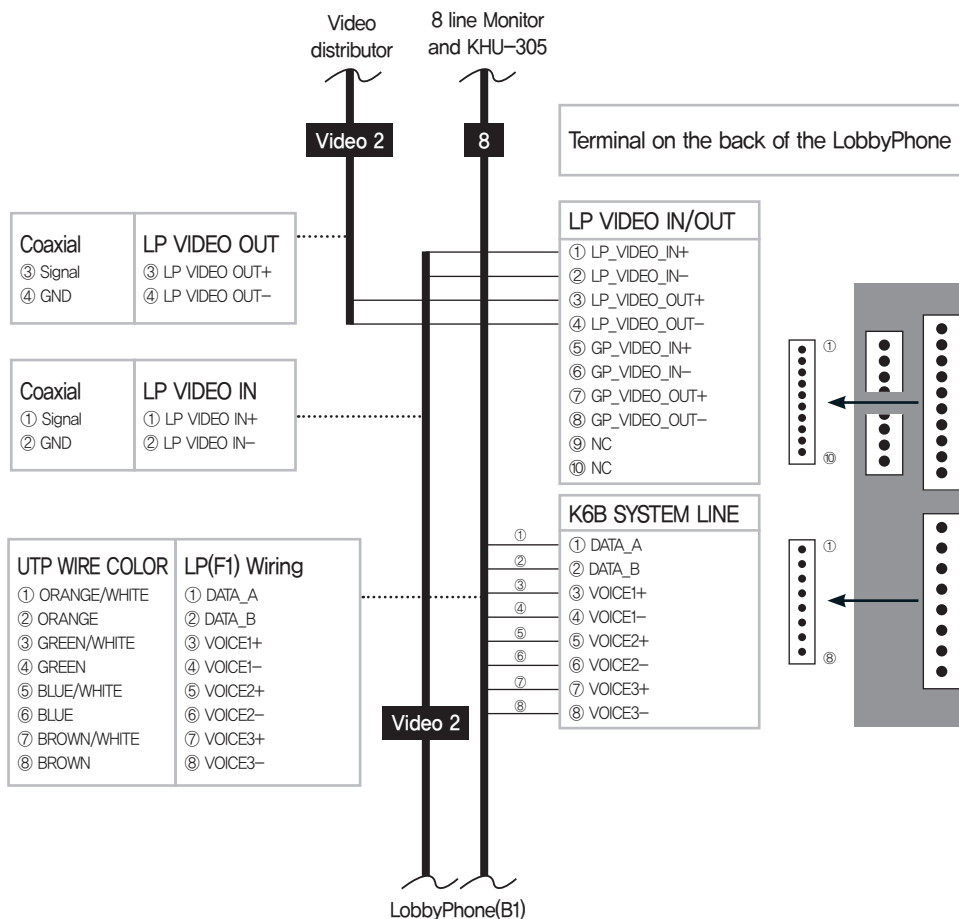 Video
distributor
8 line Monitor
and KHU-305
Video 2
8
Terminal on the back of the LobbyPhone
Coaxial
③ Signal
④ GND
LP VIDEO OUT
③ LP VIDEO OUT+
④ LP VIDEO OUT-
LP VIDEO IN/OUT
① LP_VIDEO_IN+
② LP_VIDEO_IN-
③ LP_VIDEO_OUT+
④ LP_VIDEO_OUT-
⑤ GP_VIDEO_IN+
⑥ GP_VIDEO_IN-
⑦ GP_VIDEO_OUT+
⑧ GP_VIDEO_OUT-
⑨ NC
⑩ NC
①
⑩
Coaxial
① Signal
② GND
LP VIDEO IN
① LP VIDEO IN+
② LP VIDEO IN-
UTP WIRE COLOR
① ORANGE/WHITE
② ORANGE
③ GREEN/WHITE
④ GREEN
⑤ BLUE/WHITE
⑥ BLUE
⑦ BROWN/WHITE
⑧ BROWN
LP(F1) Wiring
① DATA_A
② DATA_B
③ VOICE1+
④ VOICE1-
⑤ VOICE2+
⑥ VOICE2-
⑦ VOICE3+
⑧ VOICE3-
①
②
③
④
⑤
⑥
⑦
⑧
K6B SYSTEM LINE
① DATA_A
② DATA_B
③ VOICE1+
④ VOICE1-
⑤ VOICE2+
⑥ VOICE2-
⑦ VOICE3+
⑧ VOICE3-
①
⑧
Video 2
LobbyPhone(B1)